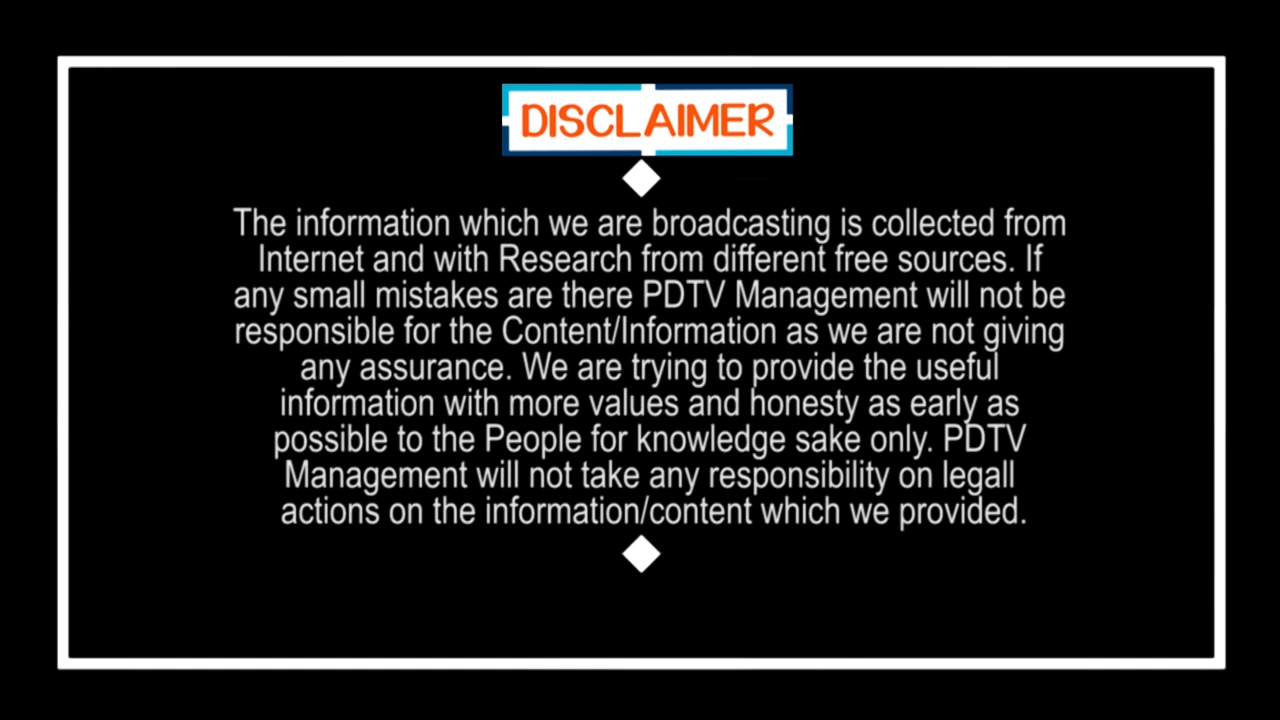 DISCLAIMER
The information which we are broadcasting is collected from
Internet and with Research from different free sources. If
any small mistakes are there PDTV Management will not be
responsible for the Content/Information as we are not giving
any assurance. We are trying to provide the useful
information with more values and honesty as early as
possible to the People for knowledge sake only. PDTV
Management will not take any responsibility on legall
actions on the information/content which we provided.